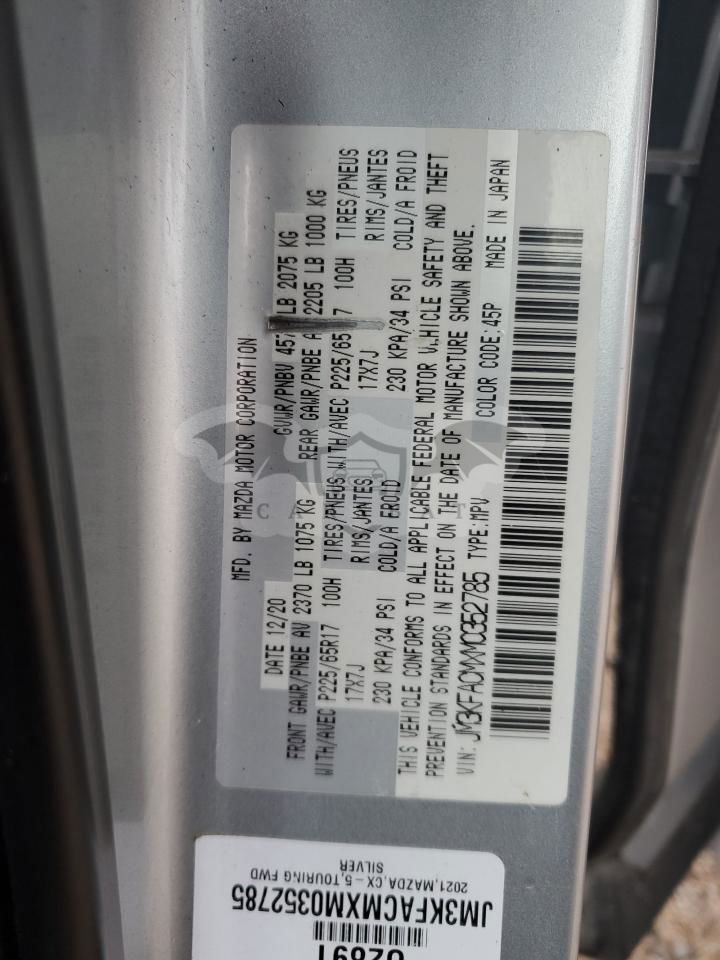 MFD. BY MAZDA MOTOR CORPORATION
DATE 12/20 GVWR/PNBV LB 2075 KG
FRONT GAWR/PNBE AV 2370 LB 1075 KG REAR GAWR/PNBE 2205 LB 1000 KG
WITH/AVEC P225/65R17 100H TIRES/PNEUS WITH/AVEC P225/65 7 100H TIRES/PNEUS
17X7J RIMS/JANTES 17X7J RIMS/JANTES
230 KPA/34 PSI COLD/A FROID 230 KPA/34 PSI COLD/A FROID
THIS VEHICLE CONFORMS TO ALL APPLICABLE FEDERAL MOTOR VEHICLE SAFETY AND THEFT
PREVENTION STANDARDS IN EFFECT ON THE DATE OF MANUFACTURE SHOWN ABOVE.
VIN: JM3KFACMXM0352785 TYPE:MPV COLOR CODE:45P MADE IN JAPAN
JM3KFACMXM0352785
2021,MAZDA,CX-5,TOURING FWD
SILVER